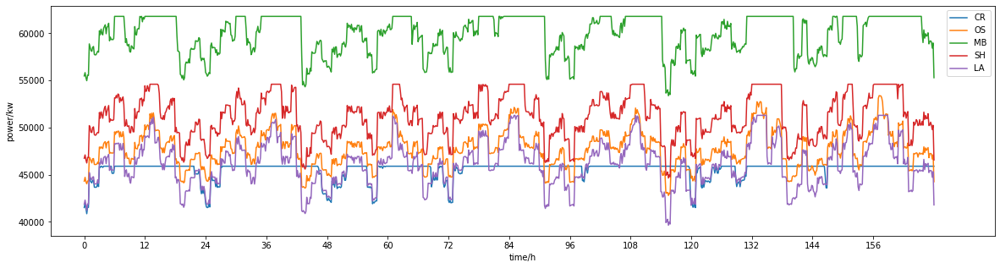 60000
55000
50000
45000
40000
power/kw
0 12 24 36 48 60 72 84 96 108 120 132 144 156
time/h
CR
OS
MB
SH
LA